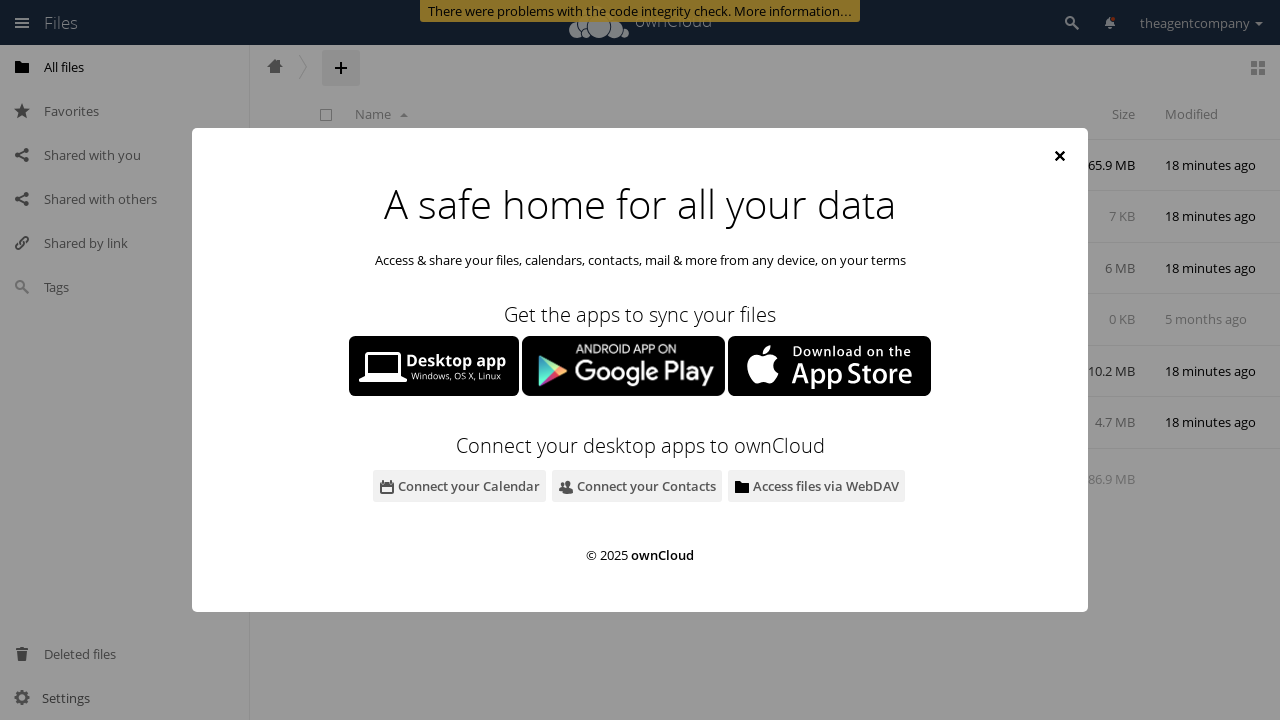 There were problems with the code integrity check. More information…
Files
ownCloud
theagentcompany
All files
Favorites
Shared with you
Shared with others
Shared by link
Tags
Deleted files
Settings
Name
Size
Modified
65.9 MB
18 minutes ago
7 KB
18 minutes ago
6 MB
18 minutes ago
0 KB
5 months ago
10.2 MB
18 minutes ago
4.7 MB
18 minutes ago
86.9 MB
A safe home for all your data
Access & share your files, calendars, contacts, mail & more from any device, on your terms
Get the apps to sync your files
Desktop app
Windows, OS X, Linux
ANDROID APP ON
Google Play
Download on the
App Store
Connect your desktop apps to ownCloud
Connect your Calendar
Connect your Contacts
Access files via WebDAV
© 2025 ownCloud